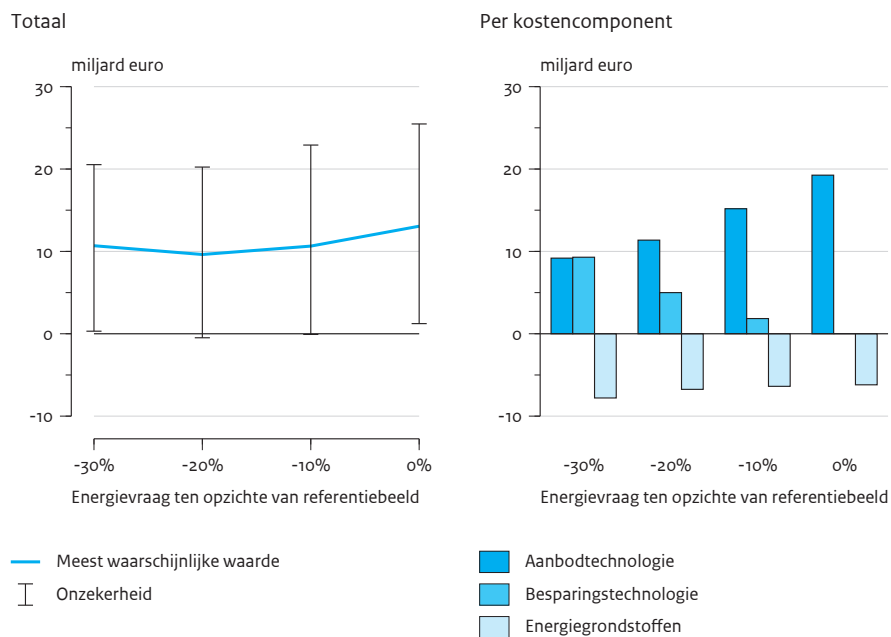 Totaal
miljard euro
30
20
10
0
-10
-30% -20% -10% 0%
Energievraag ten opzichte van referentiebeeld
Meest waarschijnlijke waarde
Onzekerheid
Per kostencomponent
miljard euro
30
20
10
0
-10
-30% -20% -10% 0%
Energievraag ten opzichte van referentiebeeld
Aanbodtechnologie
Besparingstechnologie
Energiegrondstoffen